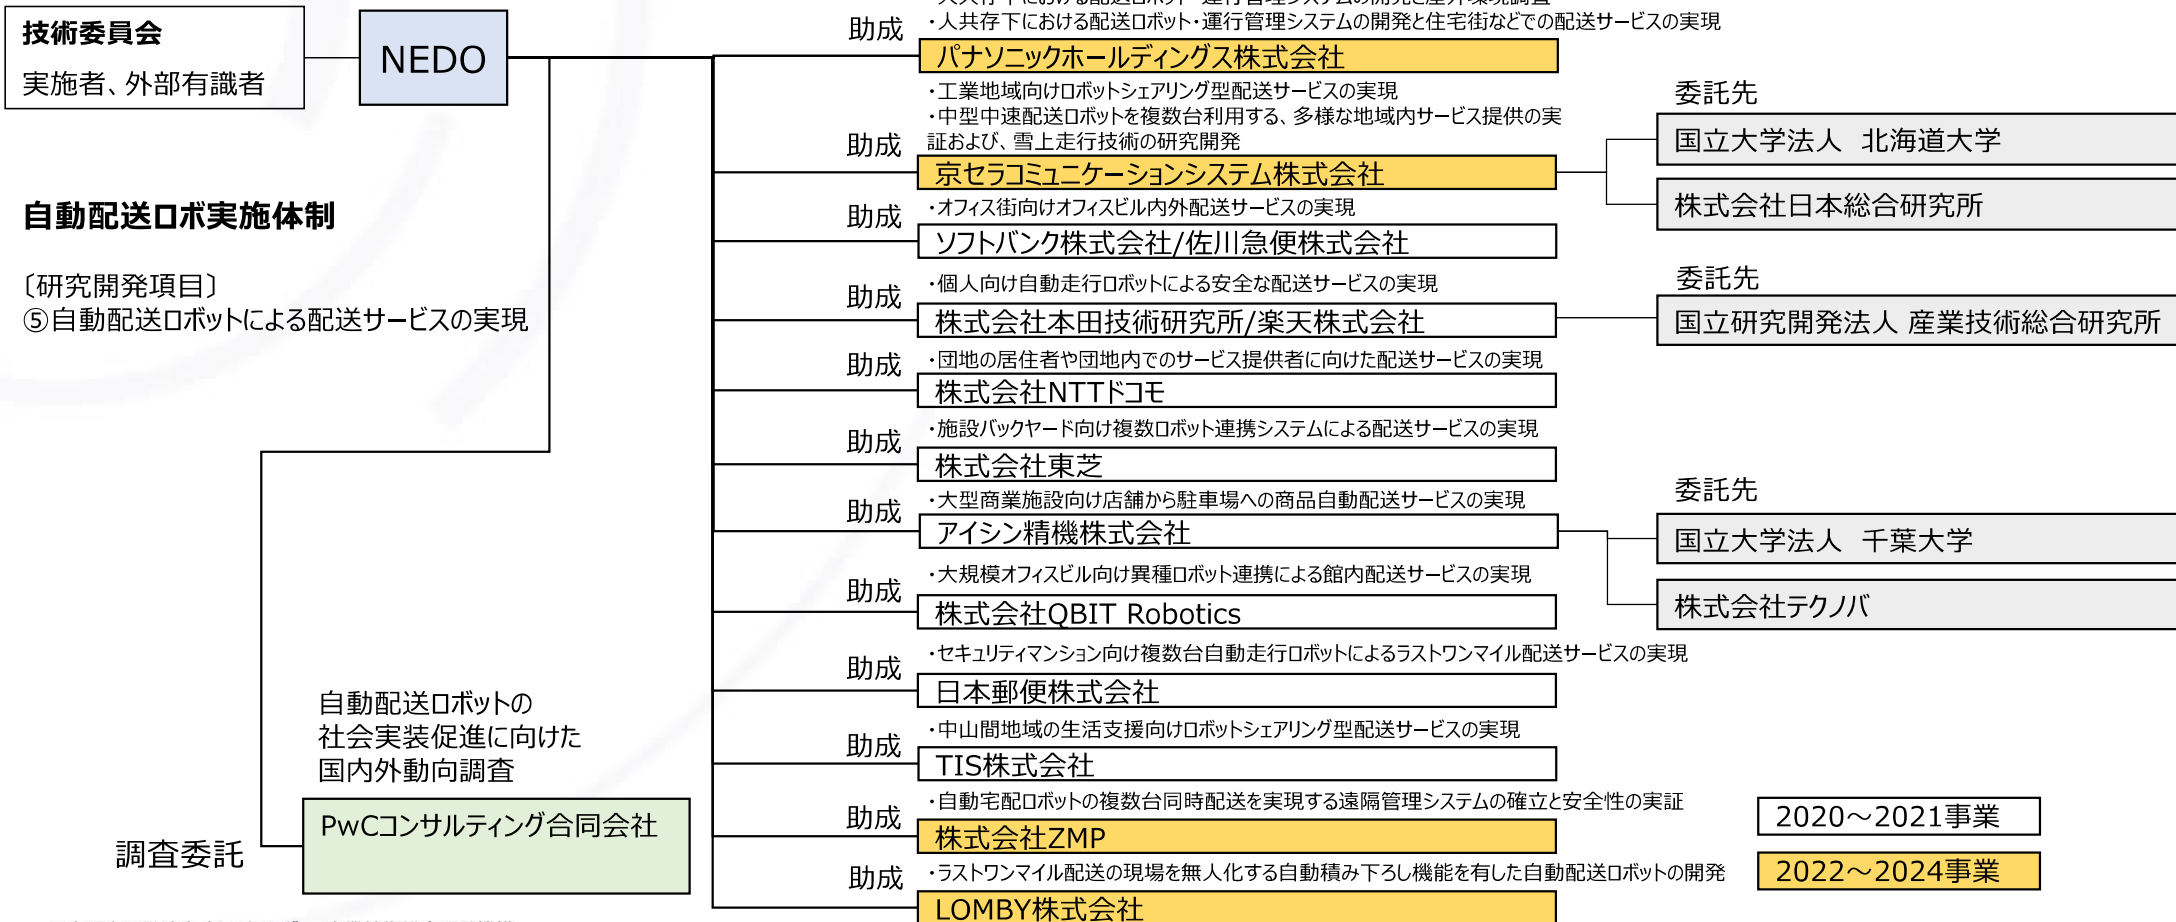 技術委員会
実施者、外部有識者
NEDO
自動配送ロボ実施体制
〔研究開発項目〕
⑤自動配送ロボットによる配送サービスの実現
・人共存下における配送ロボット・運行管理システムの開発と住宅街などでの配送サービスの実現
助成
パナソニックホールディングス株式会社
・工業地域向けロボットシェアリング型配送サービスの実現
・中型中速配送ロボットを複数台利用する、多様な地域内サービス提供の実
証および、雪上走行技術の研究開発
助成
京セラコミュニケーションシステム株式会社
委託先
国立大学法人 北海道大学
株式会社日本総合研究所
・オフィス街向けオフィスビル内外配送サービスの実現
助成
ソフトバンク株式会社/佐川急便株式会社
・個人向け自動走行ロボットによる安全な配送サービスの実現
助成
株式会社本田技術研究所/楽天株式会社
委託先
国立研究開発法人 産業技術総合研究所
・団地の居住者や団地内でのサービス提供者に向けた配送サービスの実現
助成
株式会社NTTドコモ
・施設バックヤード向け複数ロボット連携システムによる配送サービスの実現
助成
株式会社東芝
・大型商業施設向け店舗から駐車場への商品自動配送サービスの実現
助成
アイシン精機株式会社
委託先
国立大学法人 千葉大学
株式会社テクノバ
・大規模オフィスビル向け異種ロボット連携による館内配送サービスの実現
助成
株式会社QBIT Robotics
・セキュリティマンション向け複数台自動走行ロボットによるラストワンマイル配送サービスの実現
助成
日本郵便株式会社
・中山間地域の生活支援向けロボットシェアリング型配送サービスの実現
助成
TIS株式会社
・自動宅配ロボットの複数台同時配送を実現する遠隔管理システムの確立と安全性の実証
助成
株式会社ZMP
・ラストワンマイル配送の現場を無人化する自動積み下ろし機能を有した自動配送ロボットの開発
助成
LOMBY株式会社
自動配送ロボットの
社会実装促進に向けた
国内外動向調査
調査委託
PwCコンサルティング合同会社
2020～2021事業
2022～2024事業